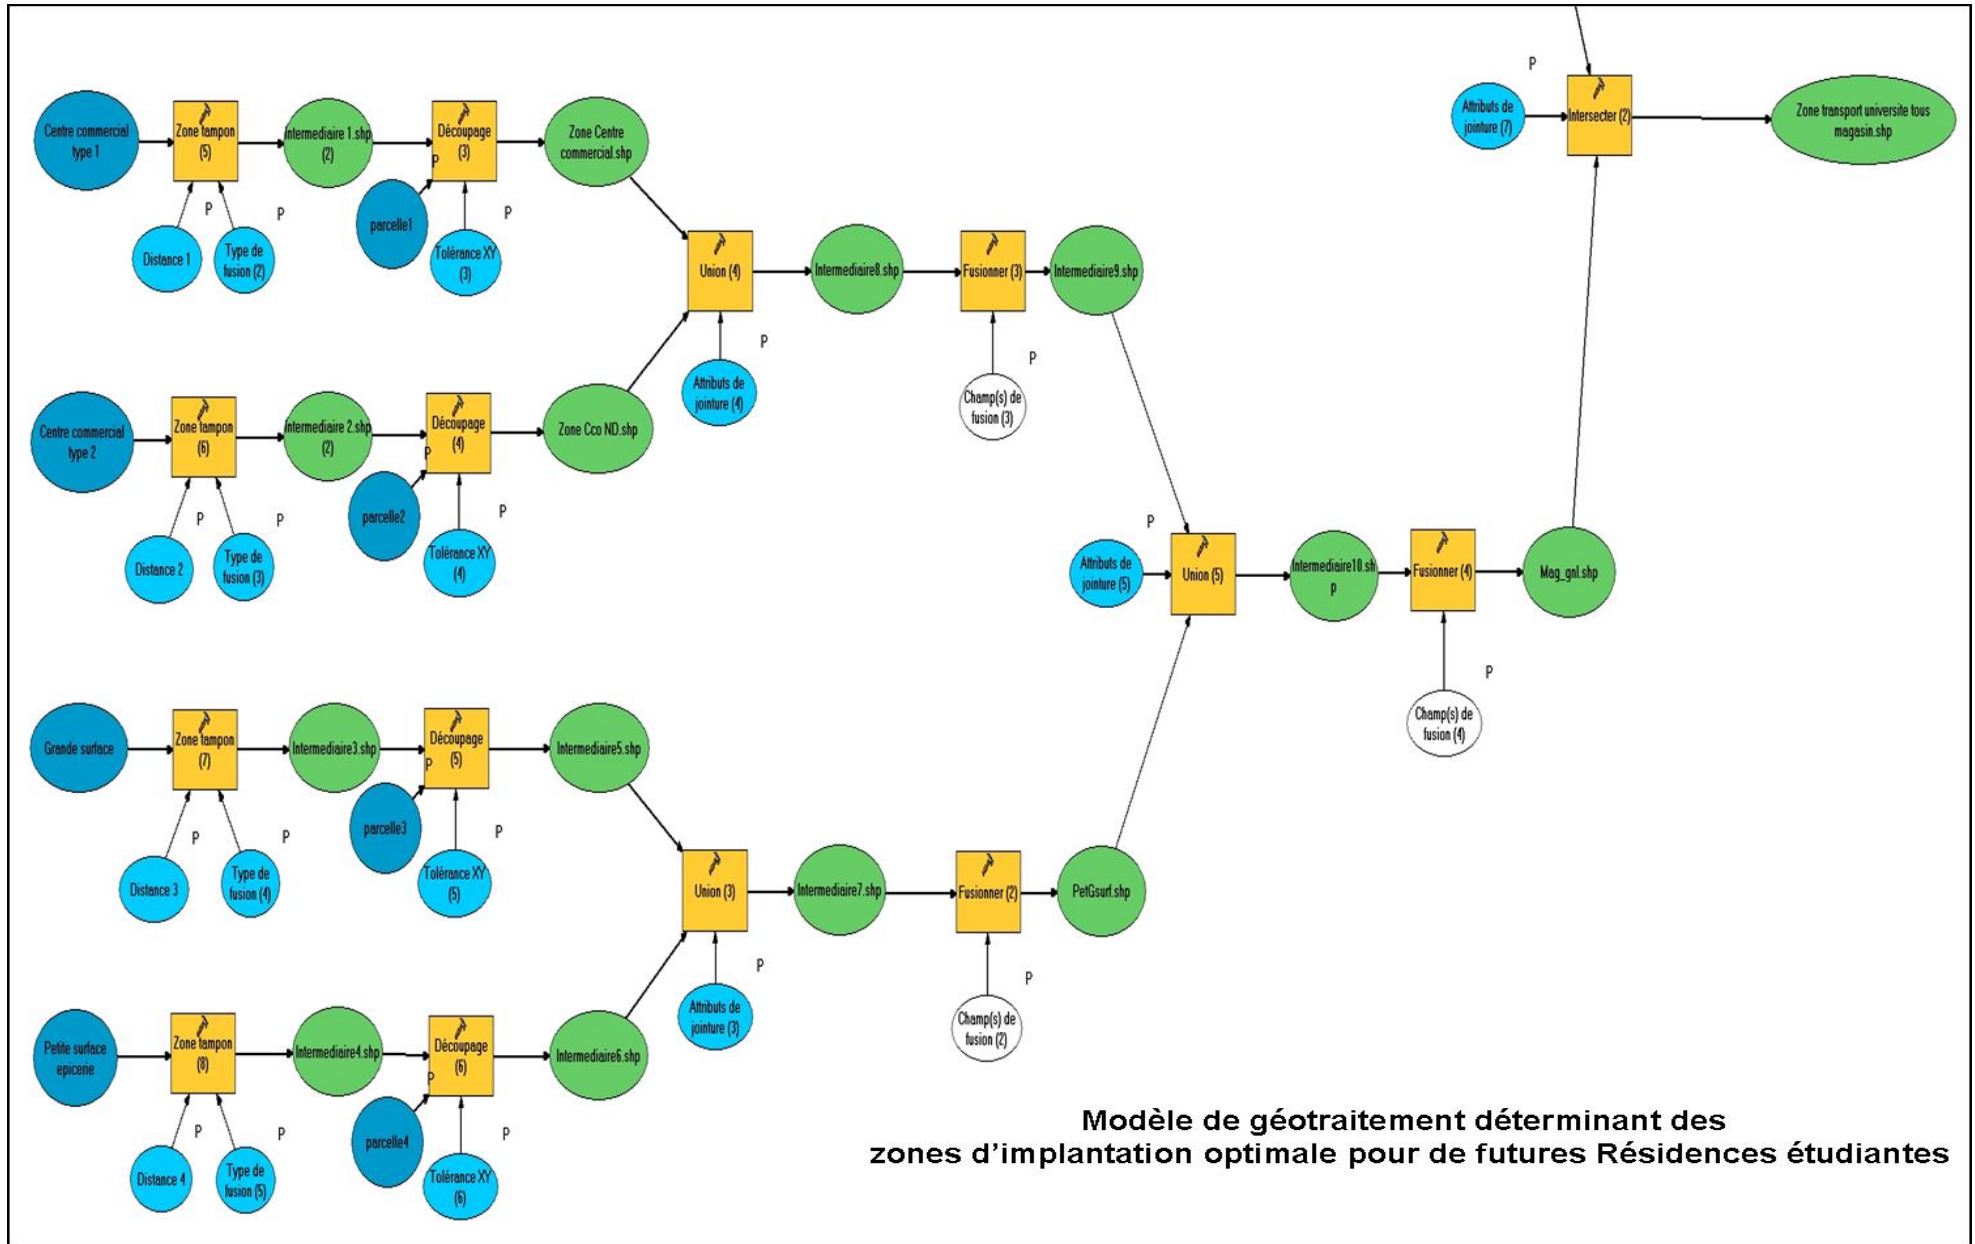 Centre commercial
type 1
Zone tampon
(5)
Intermediaire 1.shp
(2)
Découpage
(3)
P
Zone Centre
commercial.shp
parcelle1
Distance 1
P
Type de
fusion (2)
P
Tolérance XY
(3)
P
Union (4)
Intermediaire8.shp
Fusionner (3)
Intermediaire9.shp
Attributs de
jointure (4)
P
Champ(s) de
fusion (3)
P
Centre commercial
type 2
Zone tampon
(6)
Intermediaire 2.shp
(2)
Découpage
(4)
P
Zone Cco ND.shp
parcelle2
Distance 2
P
Type de
fusion (3)
P
Tolérance XY
(4)
P
P
Attributs de
jointure (7)
Intersecter (2)
Zone transport universite tous
magasin.shp
P
Attributs de
jointure (5)
Union (5)
Intermediaire10.sh
p
Fusionner (4)
Mag_gnl.shp
P
Champ(s) de
fusion (4)
Grande surface
Zone tampon
(7)
Intermediaire3.shp
Découpage
(5)
P
Intermediaire5.shp
parcelle3
Distance 3
P
Type de
fusion (4)
P
Tolérance XY
(5)
P
Union (3)
Intermediaire7.shp
Fusionner (2)
PetGsurf.shp
Attributs de
jointure (3)
P
Champ(s) de
fusion (2)
P
Petite surface
epicerie
Zone tampon
(8)
Intermediaire4.shp
Découpage
(6)
P
Intermediaire6.shp
parcelle4
Distance 4
P
Type de
fusion (5)
P
Tolérance XY
(6)
P
Modèle de géotraitement déterminant des
zones d'implantation optimale pour de futures Résidences étudiantes